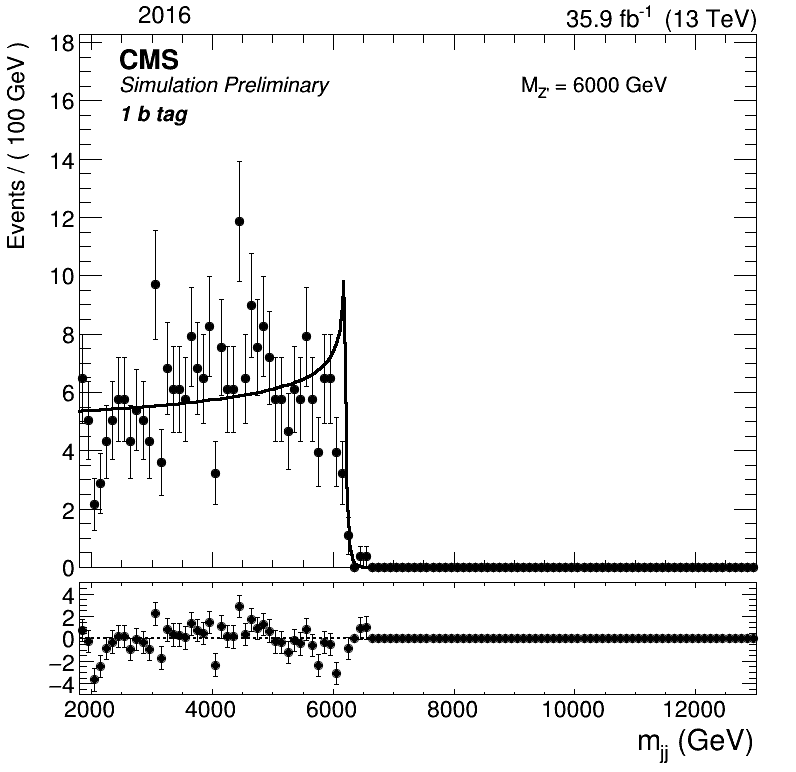 2016 35.9 fb⁻¹ (13 TeV)
CMS
Simulation Preliminary
M_Z' = 6000 GeV
1 b tag
Events / ( 100 GeV )
18
16
14
12
10
8
6
4
2
0
4
2
0
−2
−4
2000 4000 6000 8000 10000 12000
m_jj (GeV)